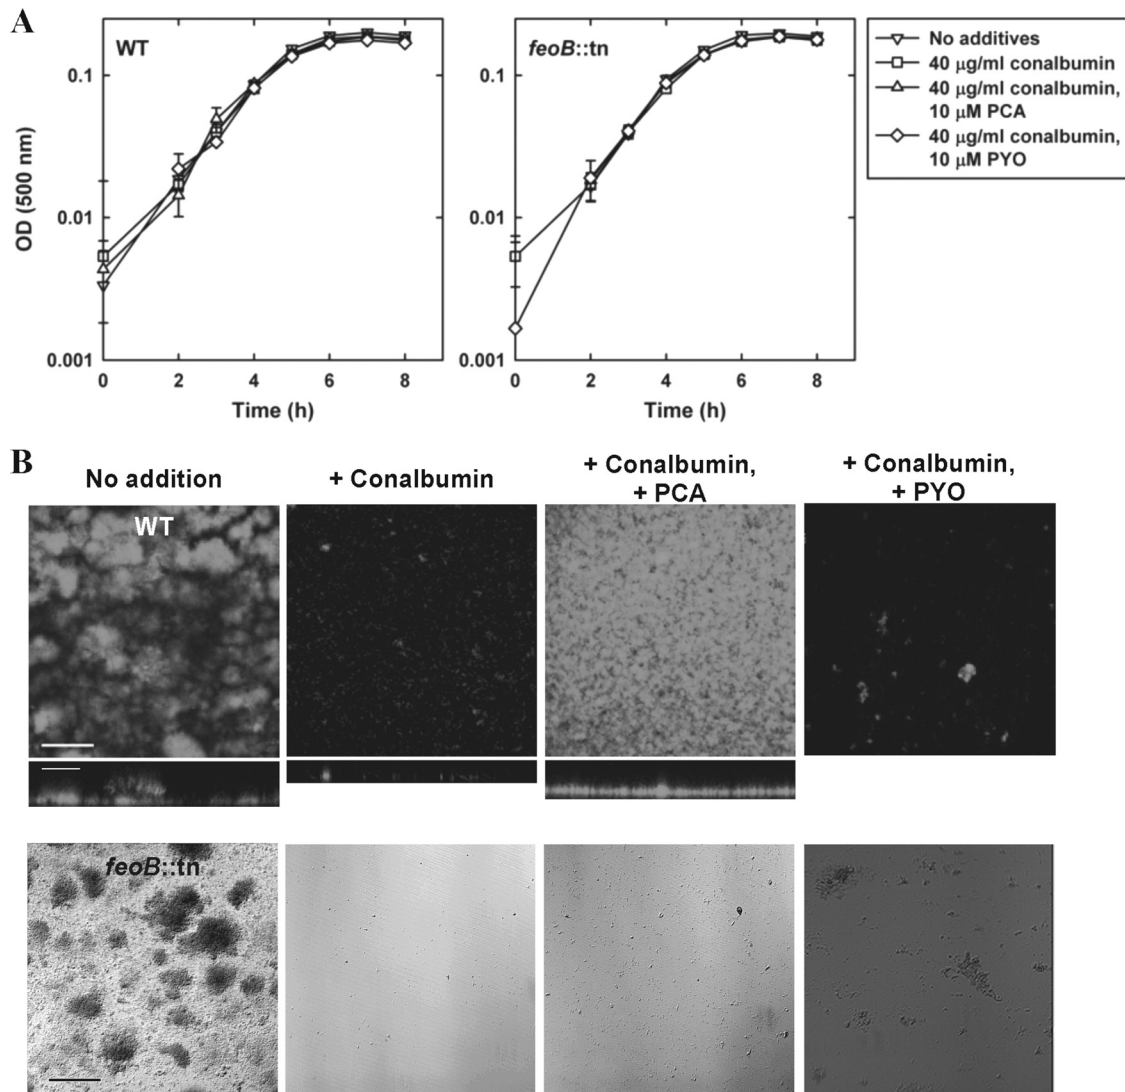 A
WT
feoB::tn
No additives
40 μg/ml conalbumin
40 μg/ml conalbumin,
10 μM PCA
40 μg/ml conalbumin,
10 μM PYO
OD (500 nm)
0.1
0.01
0.001
0 2 4 6 8
Time (h)
0.1
0.01
0.001
0 2 4 6 8
Time (h)
B
No addition
+ Conalbumin
+ Conalbumin,
+ PCA
+ Conalbumin,
+ PYO
WT
feoB::tn